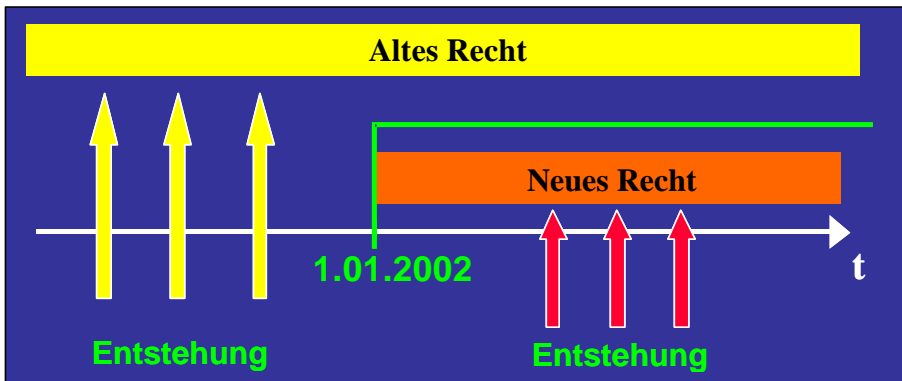 Altes Recht
Neues Recht
1.01.2002
t
Entstehung
Entstehung